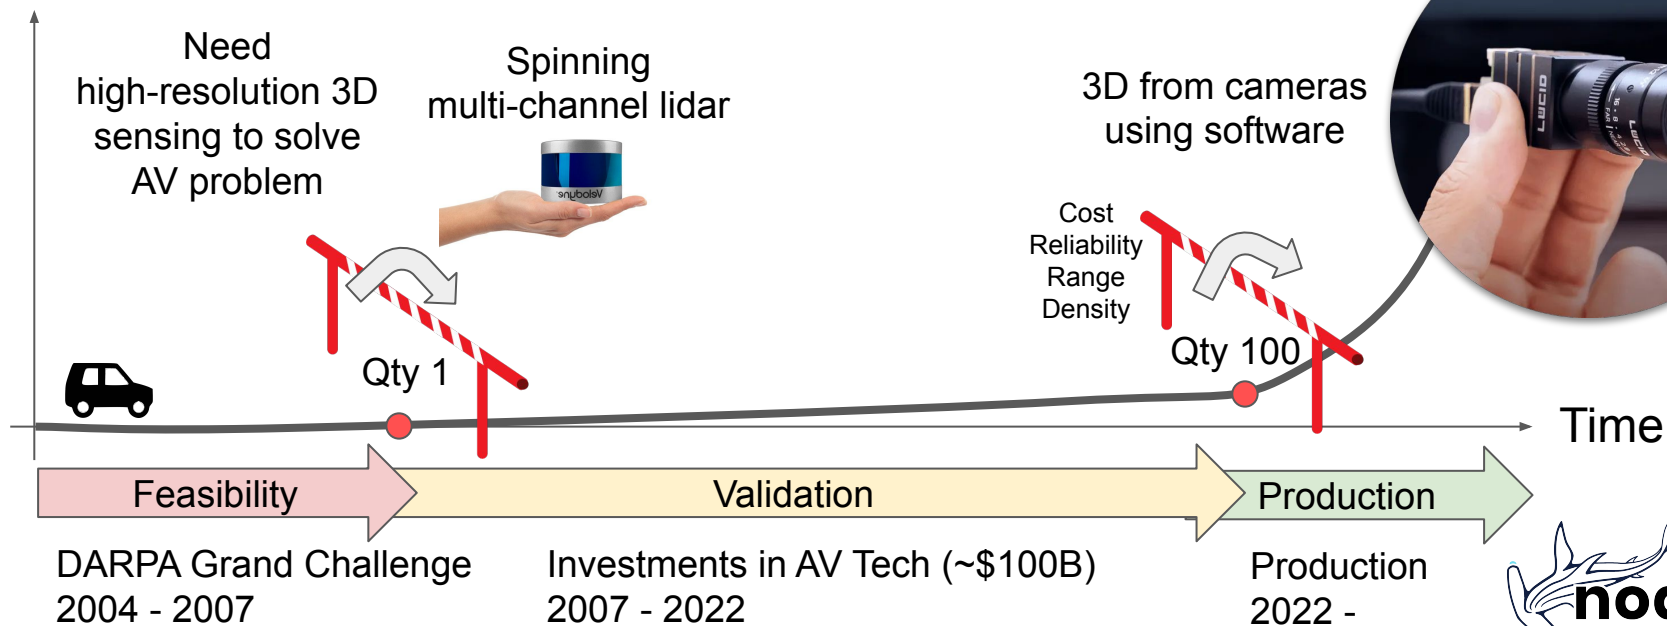 Need
high-resolution 3D
sensing to solve
AV problem
Spinning
multi-channel lidar
Velodyne
3D from cameras
using software
LUCID
LUCID
Cost
Reliability
Range
Density
Qty 1
Qty 100
Time
Feasibility
Validation
Production
DARPA Grand Challenge
2004 - 2007
Investments in AV Tech (~$100B)
2007 - 2022
Production
2022 -